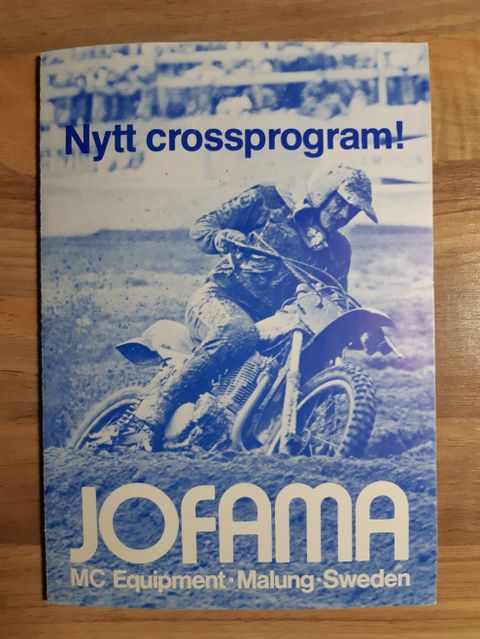 Nytt crossprogram!
JOFAMA
MC Equipment·Malung·Sweden